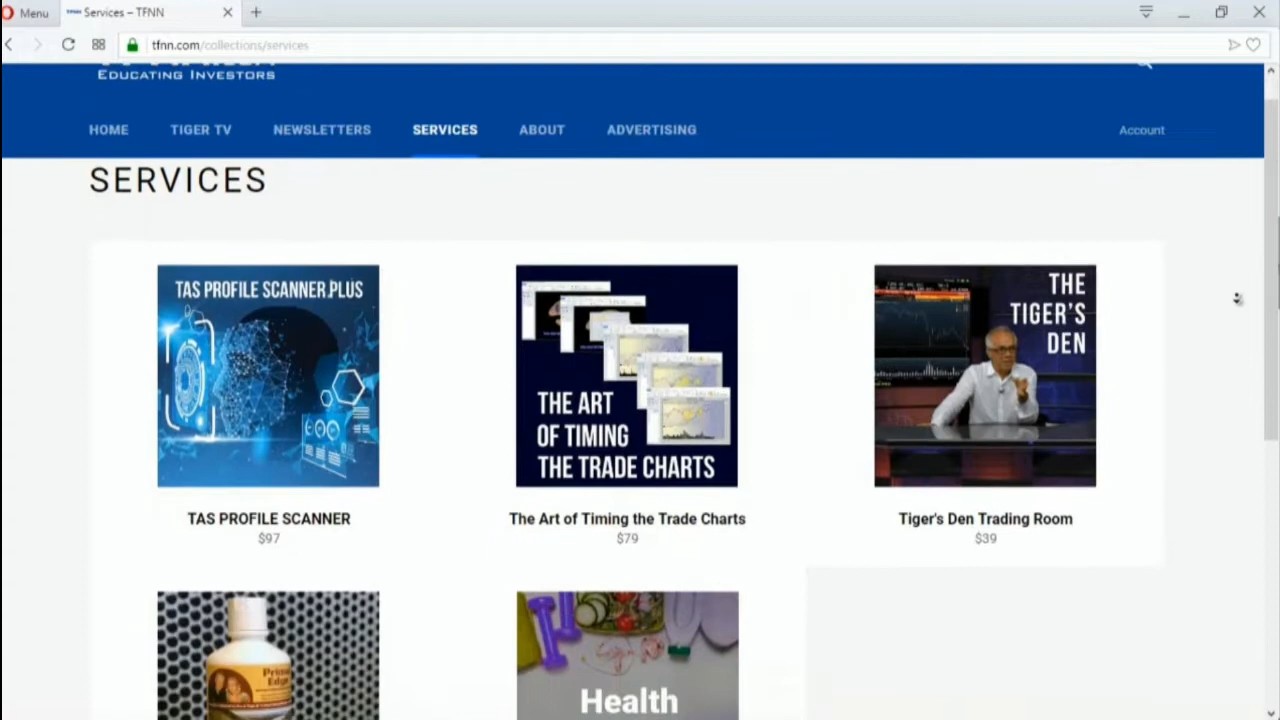 Menu
Services – TFNN
tfnn.com/collections/services
EDUCATING INVESTORS
HOME
TIGER TV
NEWSLETTERS
SERVICES
ABOUT
ADVERTISING
Account
SERVICES
TAS PROFILE SCANNER PLUS
THE ART
OF TIMING
THE TRADE CHARTS
THE
TIGER'S
DEN
TAS PROFILE SCANNER
$97
The Art of Timing the Trade Charts
$79
Tiger's Den Trading Room
$39
Edge
Health